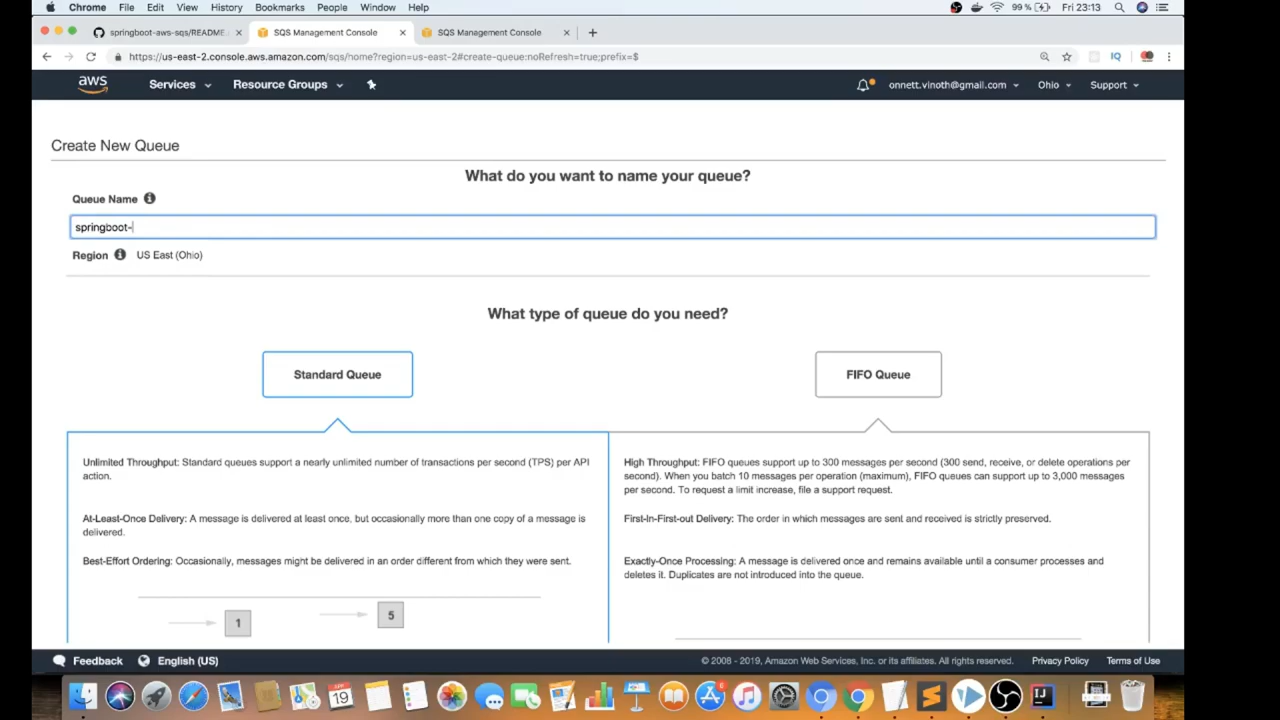 Chrome File Edit View History Bookmarks People Window Help 99% Fri 23:13
springboot-aws-sqs/README. SQS Management Console SQS Management Console
https://us-east-2.console.aws.amazon.com/sqs/home?region=us-east-2#create-queue:noRefresh=true;prefix=$ IQ
aws Services Resource Groups onnett.vinoth@gmail.com Ohio Support
Create New Queue
What do you want to name your queue?
Queue Name
springboot-
Region US East (Ohio)
What type of queue do you need?
Standard Queue FIFO Queue
Unlimited Throughput: Standard queues support a nearly unlimited number of transactions per second (TPS) per API
action.
At-Least-Once Delivery: A message is delivered at least once, but occasionally more than one copy of a message is
delivered.
Best-Effort Ordering: Occasionally, messages might be delivered in an order different from which they were sent.
1 5
High Throughput: FIFO queues support up to 300 messages per second (300 send, receive, or delete operations per
second). When you batch 10 messages per operation (maximum), FIFO queues can support up to 3,000 messages
per second. To request a limit increase, file a support request.
First-In-First-out Delivery: The order in which messages are sent and received is strictly preserved.
Exactly-Once Processing: A message is delivered once and remains available until a consumer processes and
deletes it. Duplicates are not introduced into the queue.
Feedback English (US) © 2008 - 2019, Amazon Web Services, Inc. or its affiliates. All rights reserved. Privacy Policy Terms of Use
19